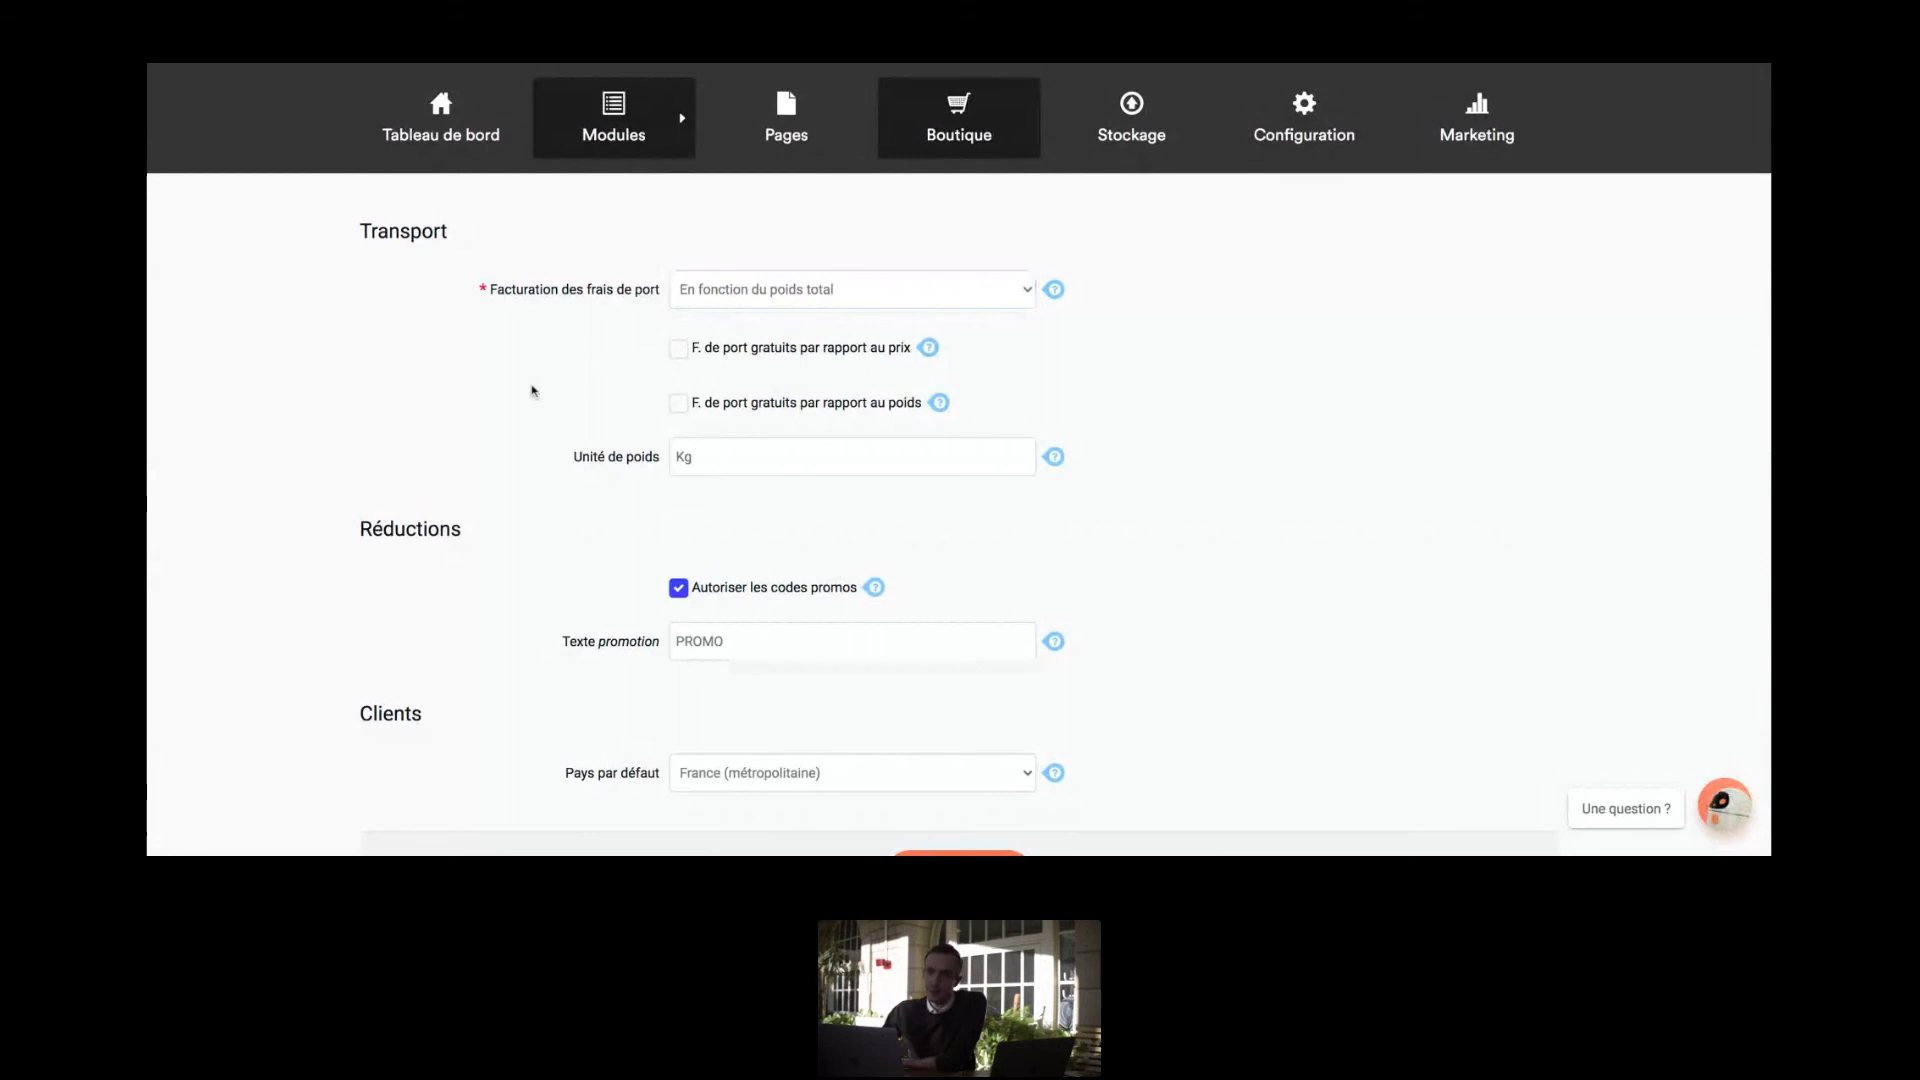 Tableau de bord
Modules
Pages
Boutique
Stockage
Configuration
Marketing
Transport
* Facturation des frais de port
En fonction du poids total
F. de port gratuits par rapport au prix
F. de port gratuits par rapport au poids
Unité de poids
Kg
Réductions
Autoriser les codes promos
Texte promotion
PROMO
Clients
Pays par défaut
France (métropolitaine)
Une question ?